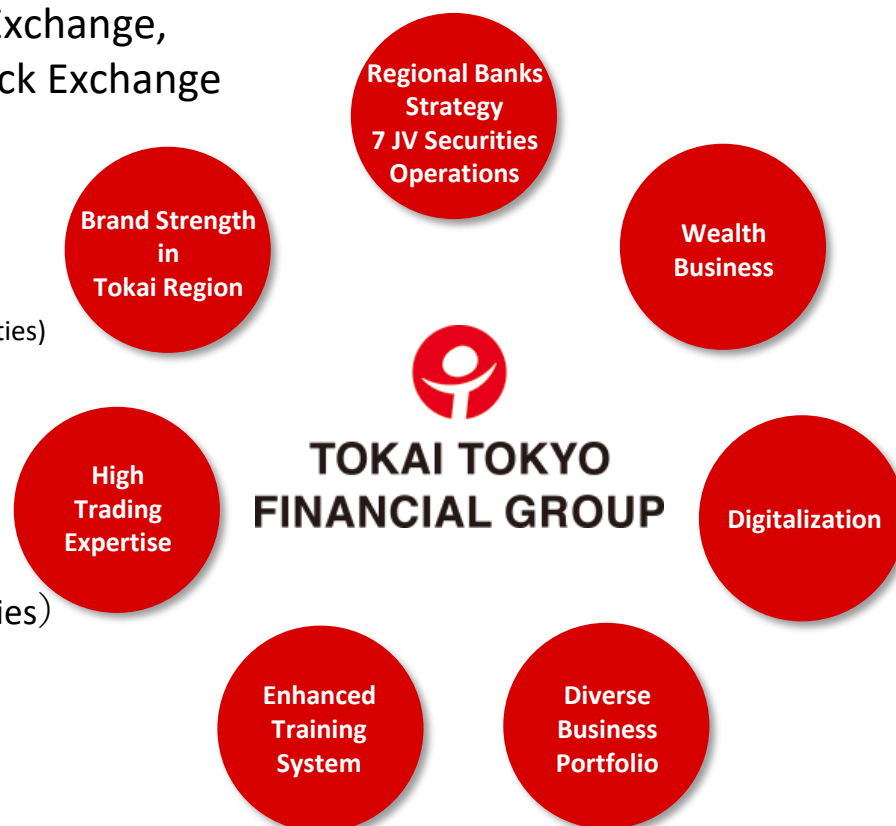 Exchange,
ck Exchange
Regional Banks
Strategy
7 JV Securities
Operations
Brand Strength
in
Tokai Region
Wealth
Business
ties)
TOKAI TOKYO
FINANCIAL GROUP
High
Trading
Expertise
Digitalization
ies）
Enhanced
Training
System
Diverse
Business
Portfolio